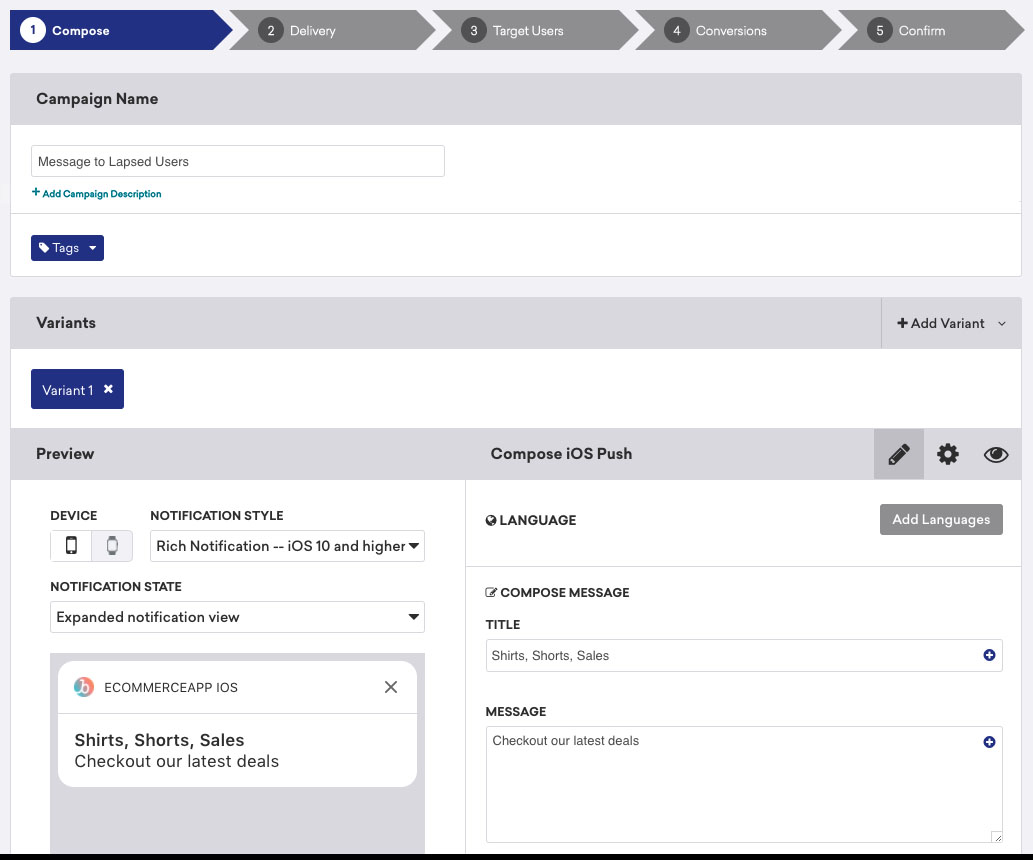 1 Compose 2 Delivery 3 Target Users 4 Conversions 5 Confirm
Campaign Name
Message to Lapsed Users
+ Add Campaign Description
Tags
Variants
+ Add Variant
Variant 1 ×
Preview
Compose iOS Push
DEVICE
NOTIFICATION STYLE
Rich Notification -- iOS 10 and higher
NOTIFICATION STATE
Expanded notification view
b ECOMMERCEAPP IOS
Shirts, Shorts, Sales
Checkout our latest deals
LANGUAGE
Add Languages
COMPOSE MESSAGE
TITLE
Shirts, Shorts, Sales
MESSAGE
Checkout our latest deals